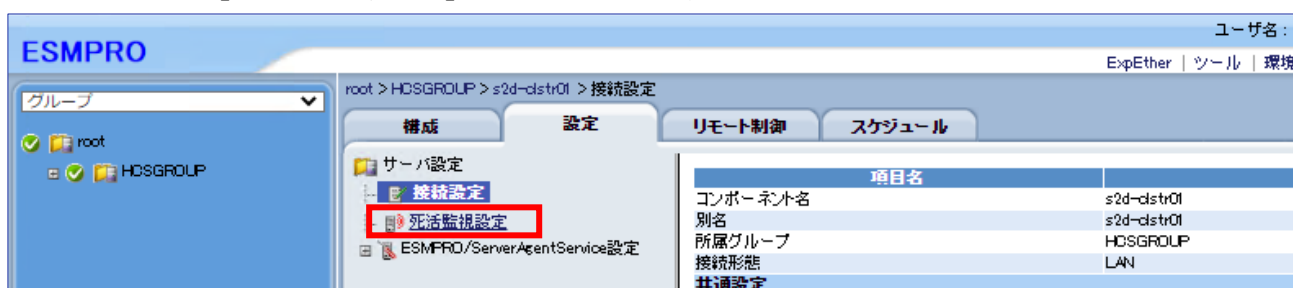 ユーザ名：
ESMPRO
ExpEther | ツール | 環境
グループ
root
HCSGROUP
root > HCSGROUP > s2d-clstr01 > 接続設定
構成 設定 リモート制御 スケジュール
サーバ設定
接続設定
死活監視設定
ESMPRO/ServerAgentService設定
項目名
コンポーネント名 s2d-clstr01
別名 s2d-clstr01
所属グループ HCSGROUP
接続形態 LAN
共通設定